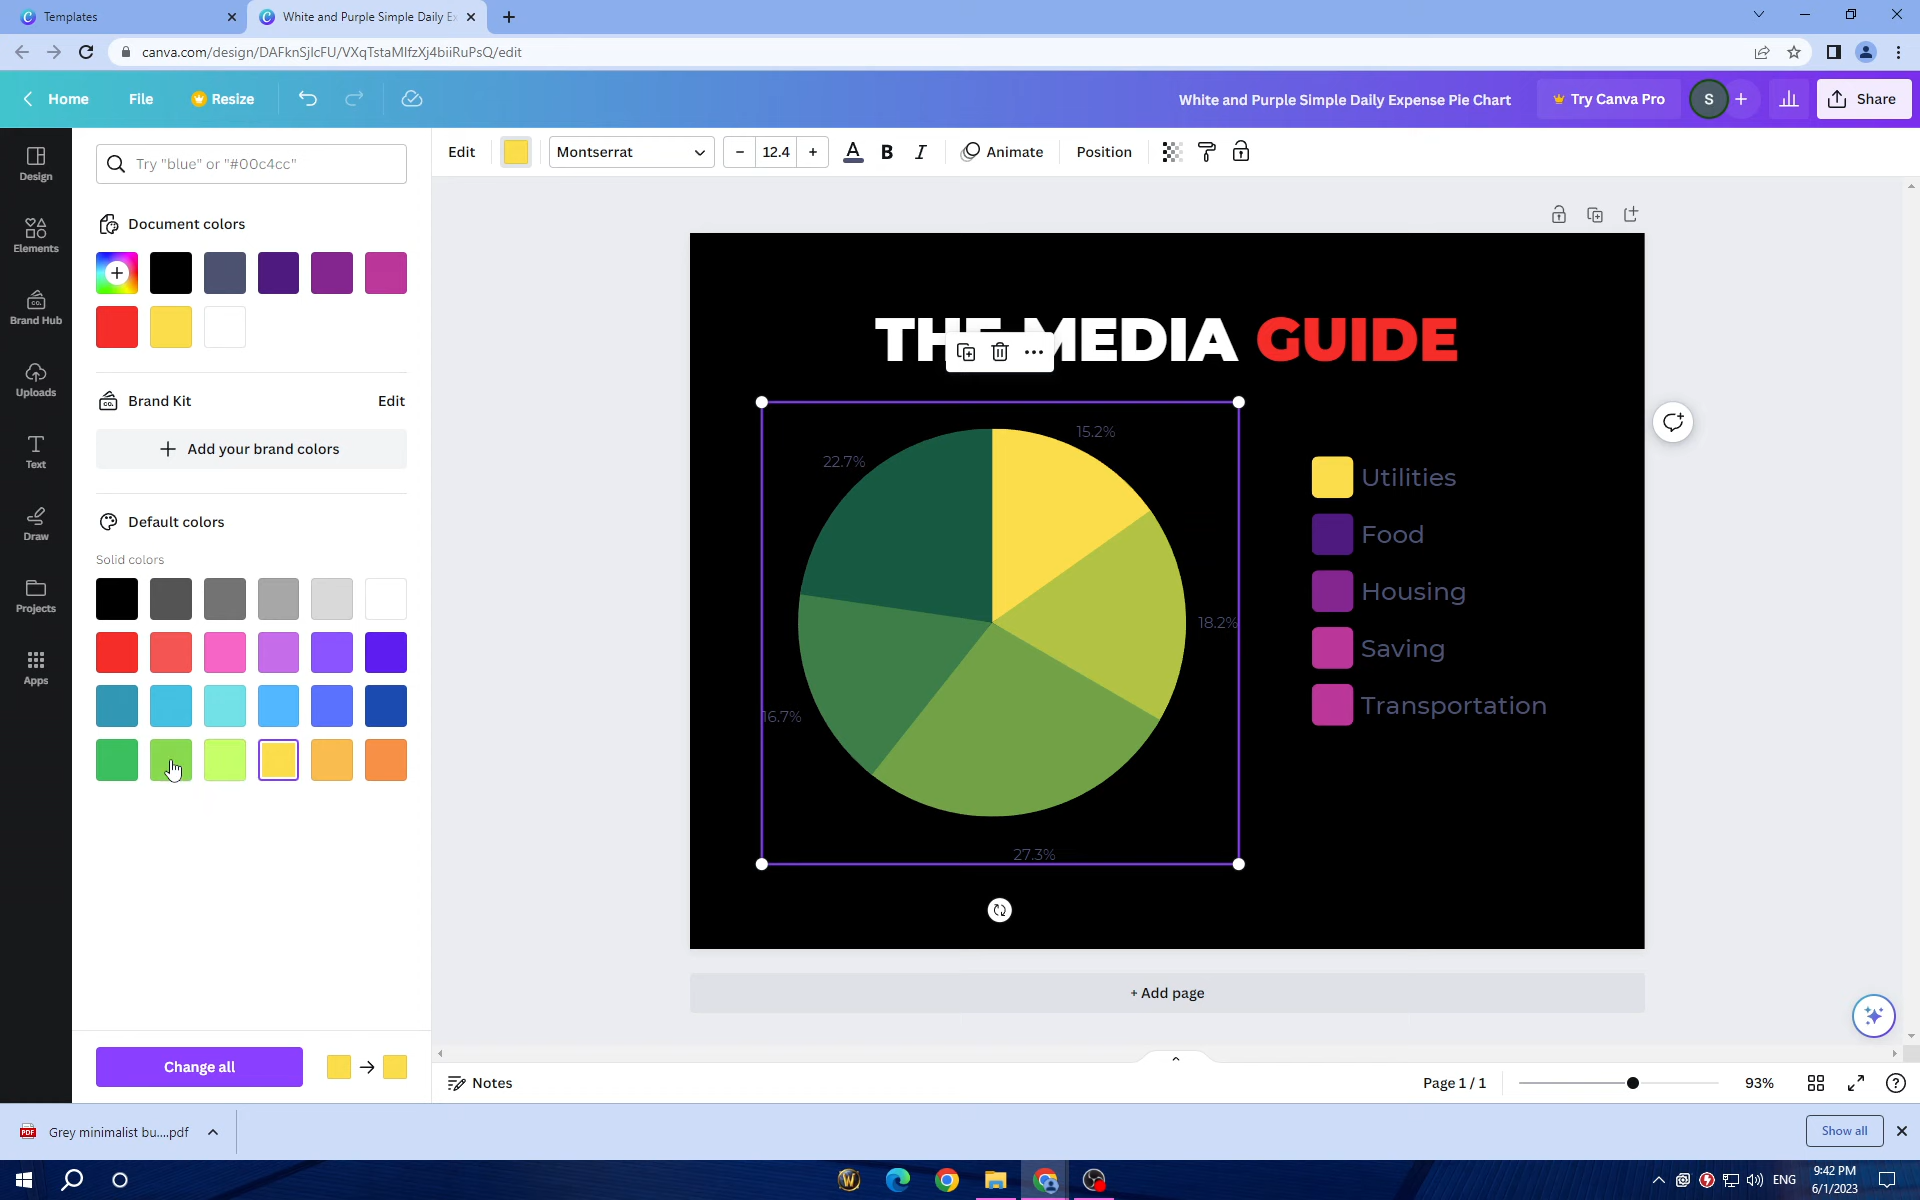 Templates
White and Purple Simple Daily Ex
canva.com/design/DAFknSjlcFU/VXqTstaMlfzXj4biiRuPsQ/edit
Home
File
Resize
White and Purple Simple Daily Expense Pie Chart
Try Canva Pro
S
Share
Design
Elements
Brand Hub
Uploads
Text
Draw
Projects
Apps
Try "blue" or "#00c4cc"
Document colors
Brand Kit
Edit
Add your brand colors
Default colors
Solid colors
Change all
Edit
Montserrat
12.4
A
B
I
Animate
Position
THE MEDIA GUIDE
15.2%
22.7%
18.2%
16.7%
27.3%
Utilities
Food
Housing
Saving
Transportation
+ Add page
Notes
Page 1 / 1
93%
Grey minimalist bu....pdf
Show all
ENG
9:42 PM
6/1/2023